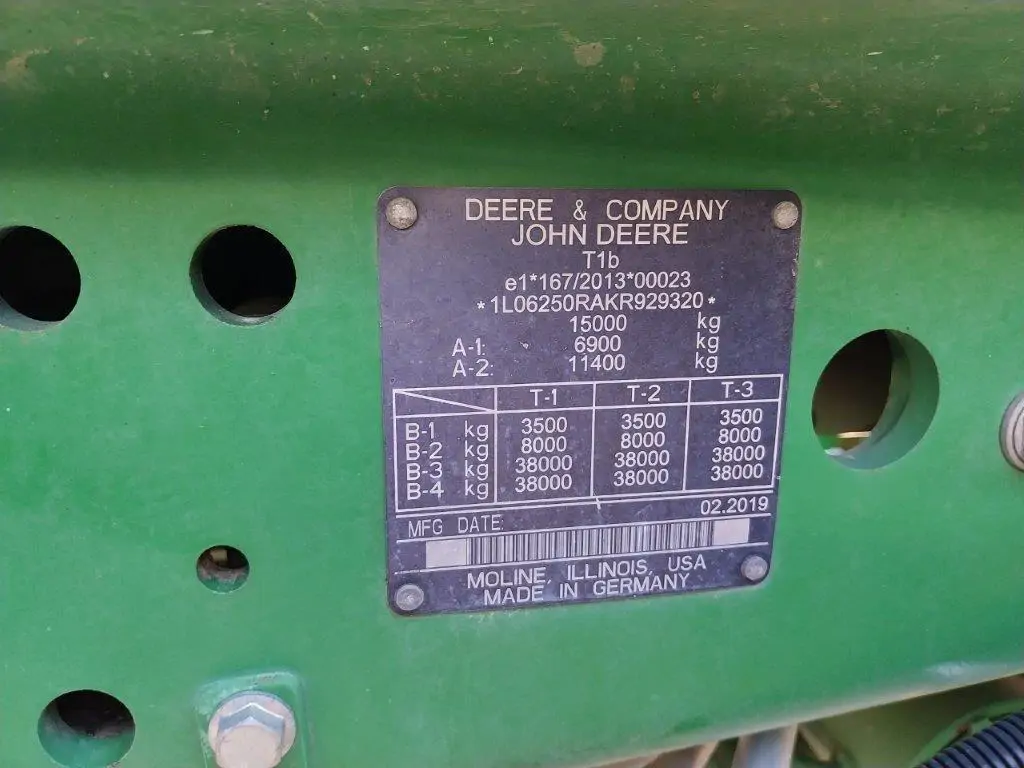 DEERE & COMPANY
JOHN DEERE
T1b
e1*167/2013*00023
*1L06250RAKR929320*
15000 kg
A-1: 6900 kg
A-2: 11400 kg
T-1 T-2 T-3
B-1 kg 3500 3500 3500
B-2 kg 8000 8000 8000
B-3 kg 38000 38000 38000
B-4 kg 38000 38000 38000
MFG DATE: 02.2019
MOLINE, ILLINOIS, USA
MADE IN GERMANY